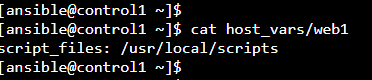 [ansible@control1 ~]$
[ansible@control1 ~]$ cat host_vars/web1
script_files: /usr/local/scripts
[ansible@control1 ~]$